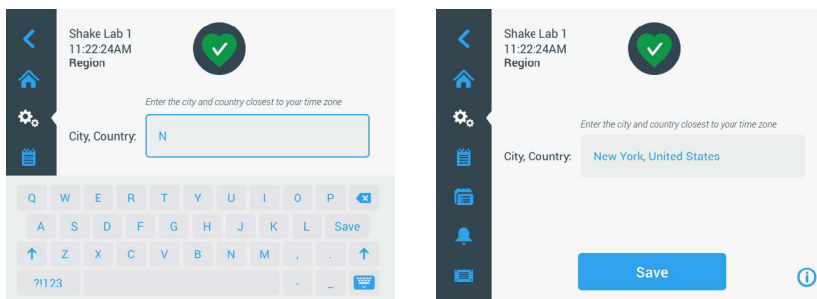 Shake Lab 1
11:22:24AM
Region
Enter the city and country closest to your time zone
City, Country: N
Q W E R T Y U I O P
A S D F G H J K L Save
Z X C V B N M , .
?!123 - _
Shake Lab 1
11:22:24AM
Region
Enter the city and country closest to your time zone
City, Country: New York, United States
Save